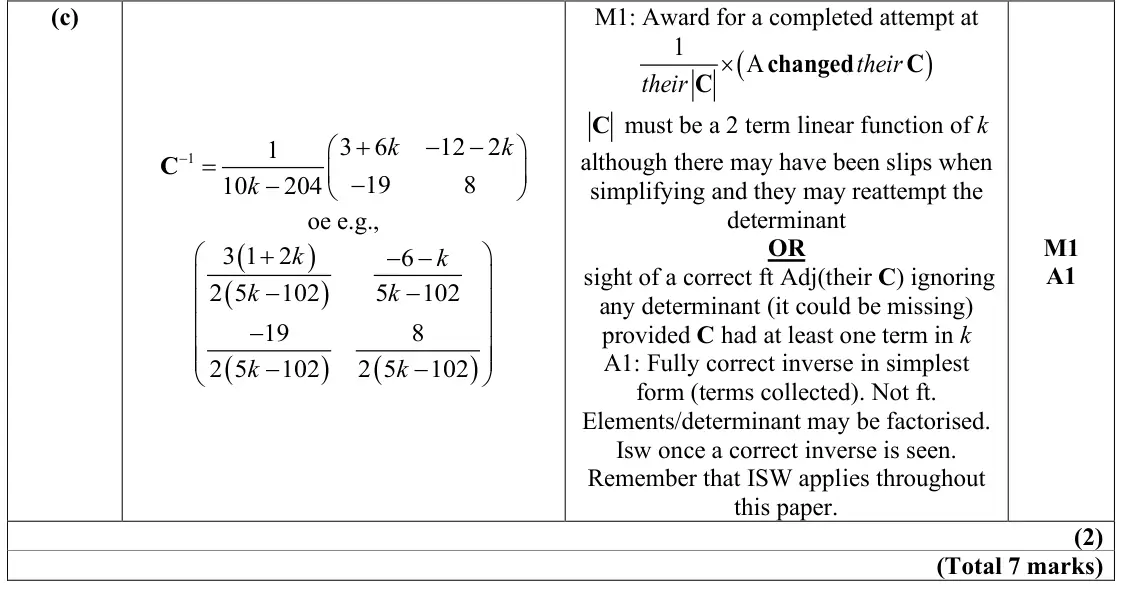 (c)
C⁻¹ = 1/(10k − 204) (3 + 6k  −12 − 2k
−19  8)
oe e.g.,
(3(1 + 2k)/2(5k − 102)  −6 − k/5k − 102
−19/2(5k − 102)  8/2(5k − 102))
M1: Award for a completed attempt at
1/their |C| × (A changed their C)
|C| must be a 2 term linear function of k
although there may have been slips when
simplifying and they may reattempt the
determinant
OR
sight of a correct ft Adj(their C) ignoring
any determinant (it could be missing)
provided C had at least one term in k
A1: Fully correct inverse in simplest
form (terms collected). Not ft.
Elements/determinant may be factorised.
Isw once a correct inverse is seen.
Remember that ISW applies throughout
this paper.
M1
A1
(2)
(Total 7 marks)